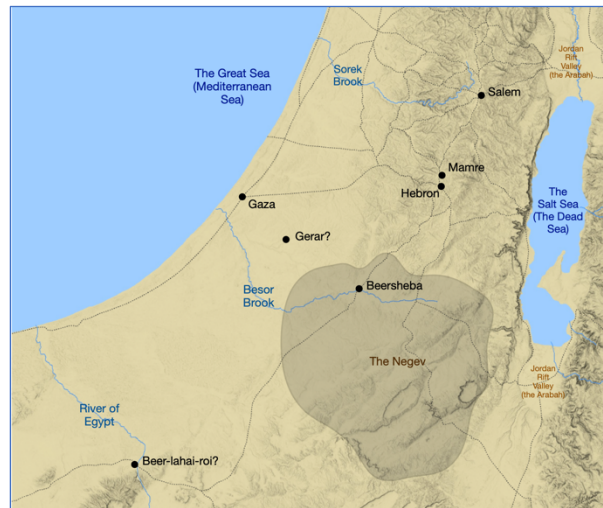 The Great Sea
(Mediterranean
Sea)
Sorek
Brook
Jordan
Rift
Valley
(the Arabah)
Salem
Mamre
Hebron
The
Salt Sea
(The Dead
Sea)
Gaza
Gerar?
Besor
Brook
Beersheba
The Negev
Jordan
Rift
Valley
(the Arabah)
River of
Egypt
Beer-lahai-roi?